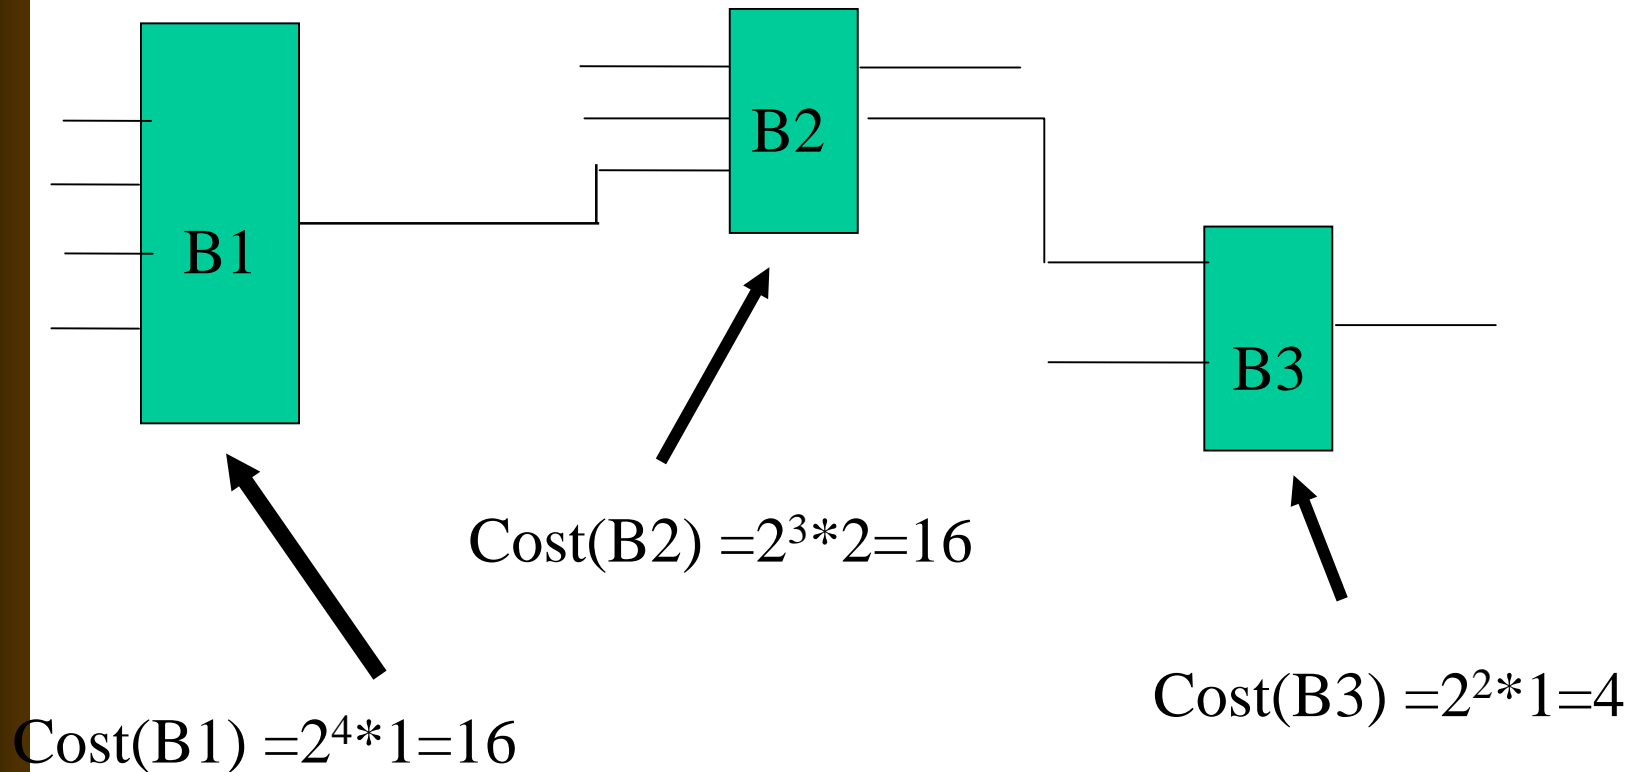 B1
B2
B3
Cost(B2) =2³*2=16
Cost(B3) =2²*1=4
Cost(B1) =2⁴*1=16